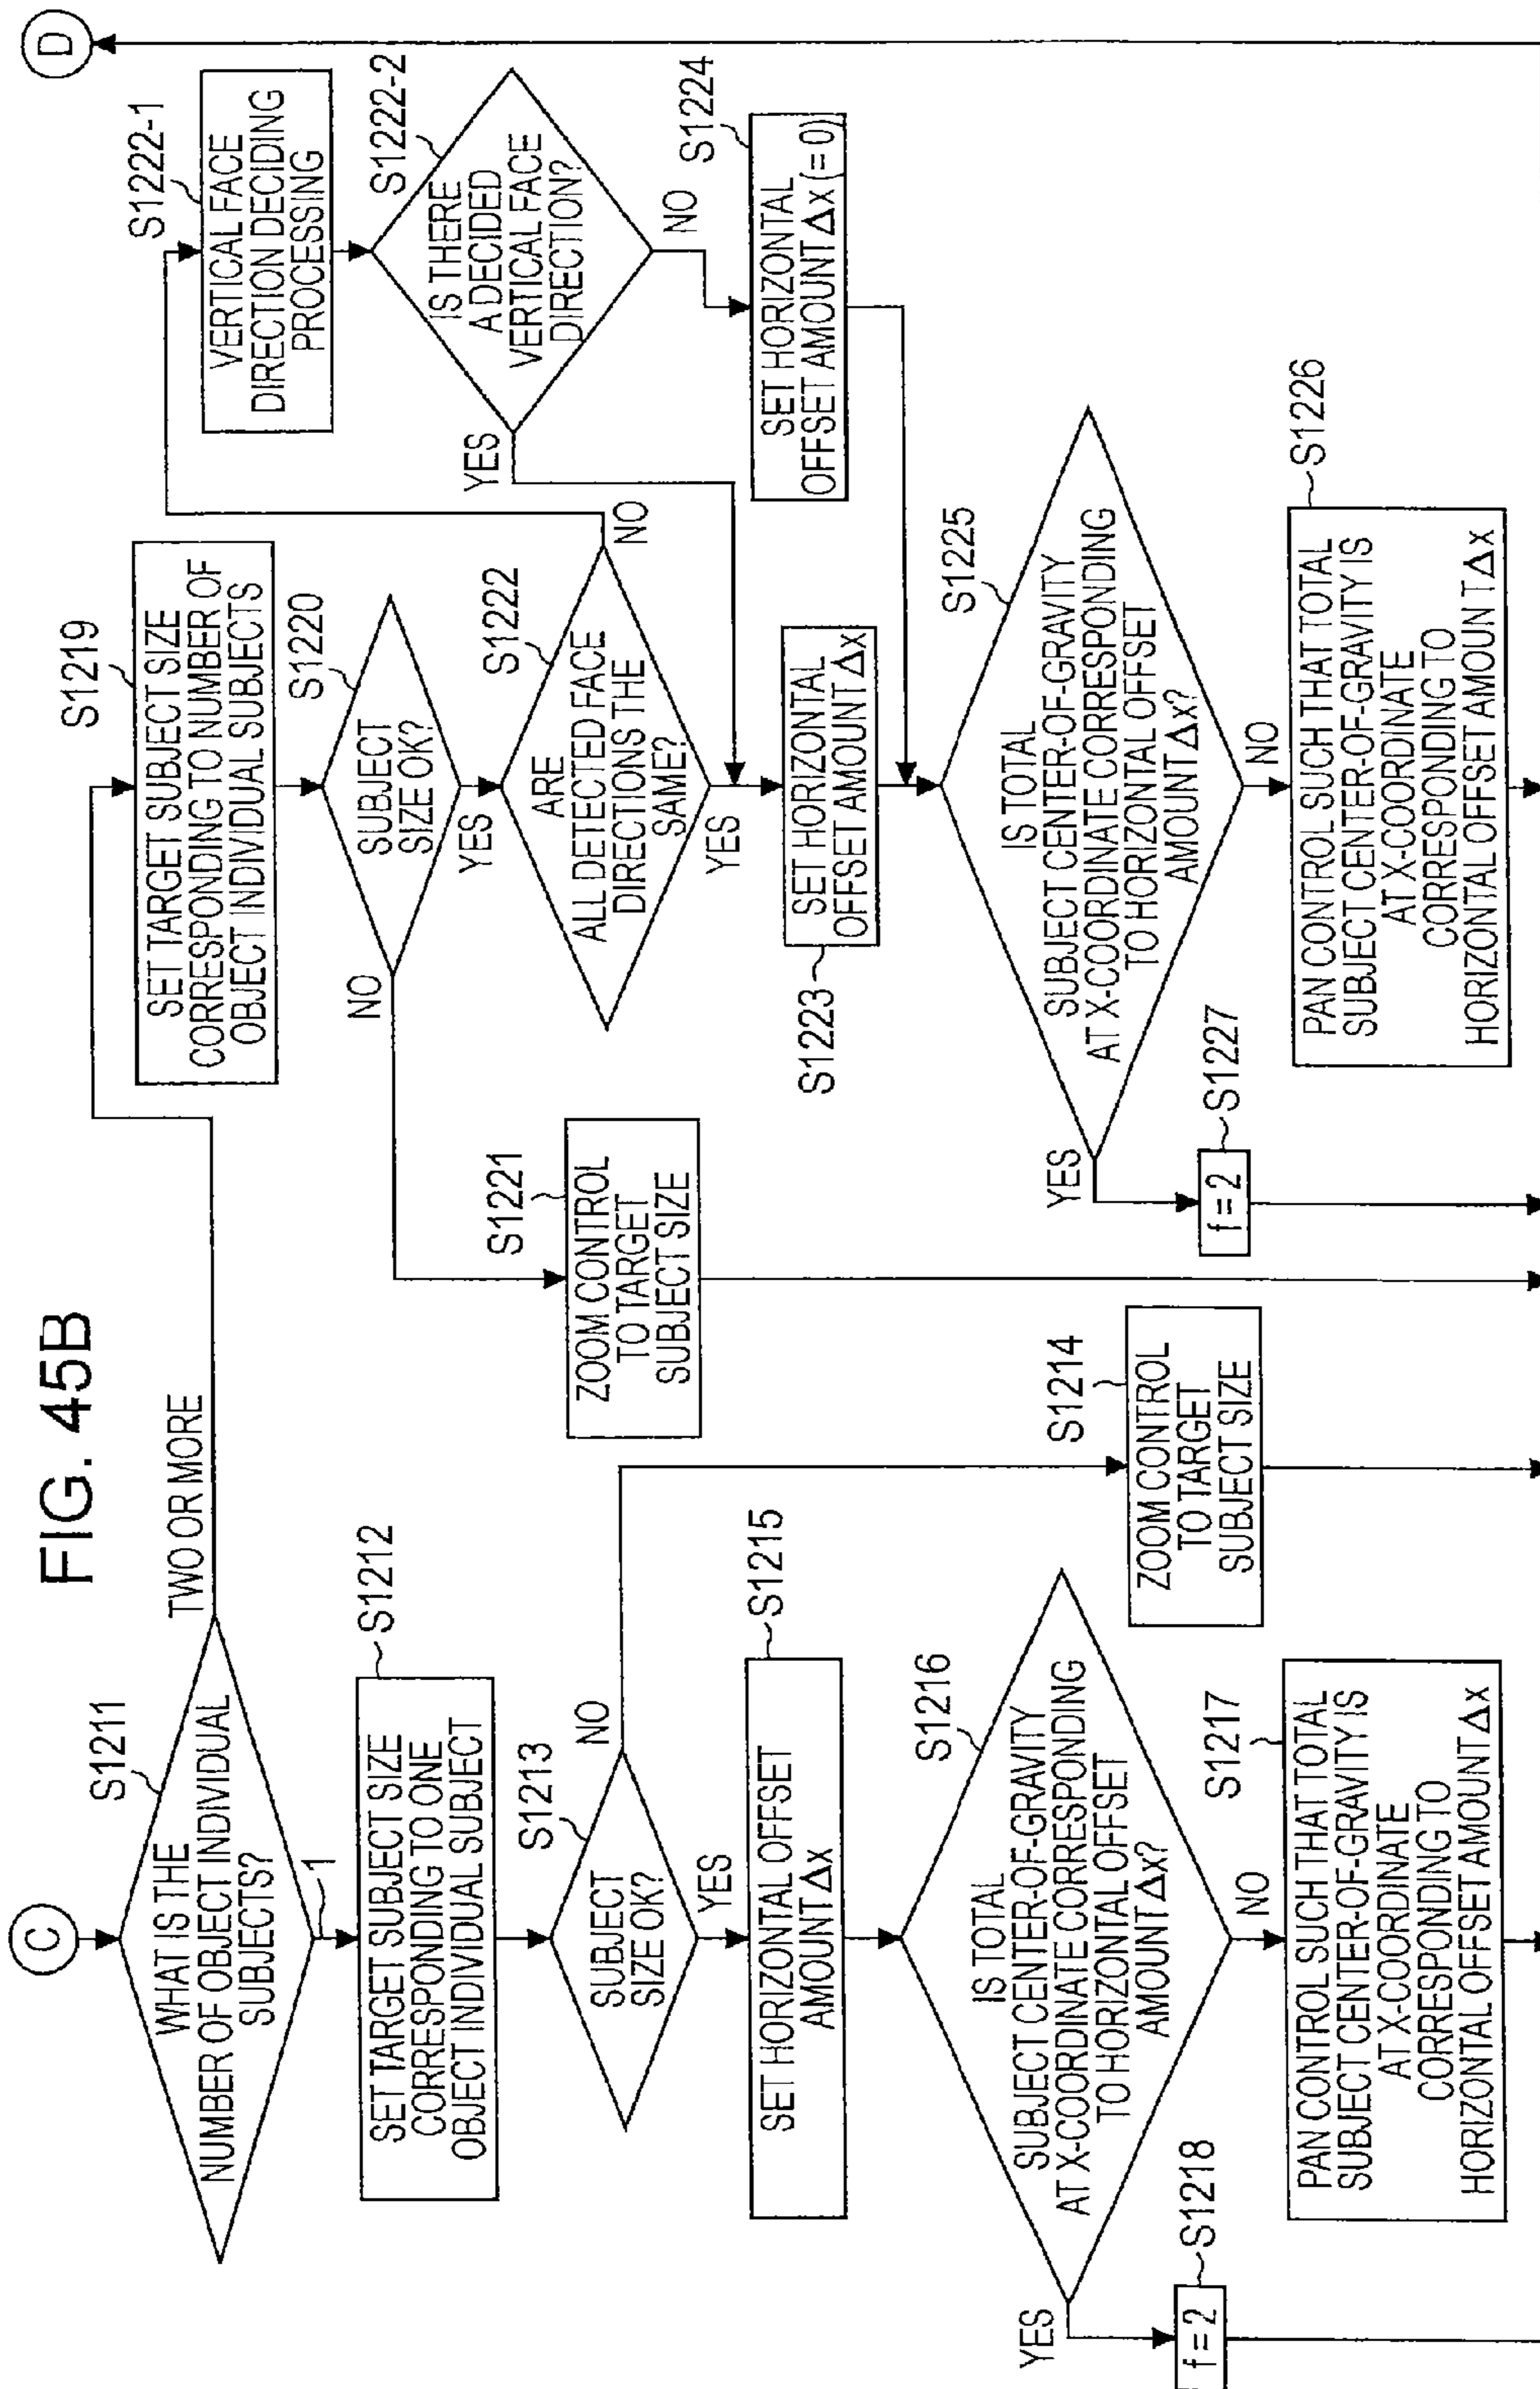 FIG. 45B
C
WHAT IS THE
NUMBER OF OBJECT INDIVIDUAL
SUBJECTS?
S1211
TWO OR MORE
1
SET TARGET SUBJECT SIZE
CORRESPONDING TO ONE
OBJECT INDIVIDUAL SUBJECT
S1212
SUBJECT
SIZE OK?
S1213
NO
YES
SET HORIZONTAL OFFSET
AMOUNT Δx
S1215
IS TOTAL
SUBJECT CENTER-OF-GRAVITY
AT X-COORDINATE CORRESPONDING
TO HORIZONTAL OFFSET
AMOUNT Δx?
S1216
YES
NO
f = 2
S1218
PAN CONTROL SUCH THAT TOTAL
SUBJECT CENTER-OF-GRAVITY IS
AT X-COORDINATE
CORRESPONDING TO
HORIZONTAL OFFSET AMOUNT Δx
S1217
ZOOM CONTROL
TO TARGET
SUBJECT SIZE
S1214
SET TARGET SUBJECT SIZE
CORRESPONDING TO NUMBER OF
OBJECT INDIVIDUAL SUBJECTS
S1219
SUBJECT
SIZE OK?
S1220
NO
YES
ZOOM CONTROL
TO TARGET
SUBJECT SIZE
S1221
ARE
ALL DETECTED FACE
DIRECTIONS THE
SAME?
S1222
NO
YES
VERTICAL FACE
DIRECTION DECIDING
PROCESSING
S1222-1
IS THERE
A DECIDED
VERTICAL FACE
DIRECTION?
S1222-2
YES
NO
SET HORIZONTAL
OFFSET AMOUNT Δx
S1223
SET HORIZONTAL
OFFSET AMOUNT Δx (= 0)
S1224
IS TOTAL
SUBJECT CENTER-OF-GRAVITY
AT X-COORDINATE CORRESPONDING
TO HORIZONTAL OFFSET
AMOUNT Δx?
S1225
YES
NO
f = 2
S1227
PAN CONTROL SUCH THAT TOTAL
SUBJECT CENTER-OF-GRAVITY IS
AT X-COORDINATE
CORRESPONDING TO
HORIZONTAL OFFSET AMOUNT Δx
S1226
D